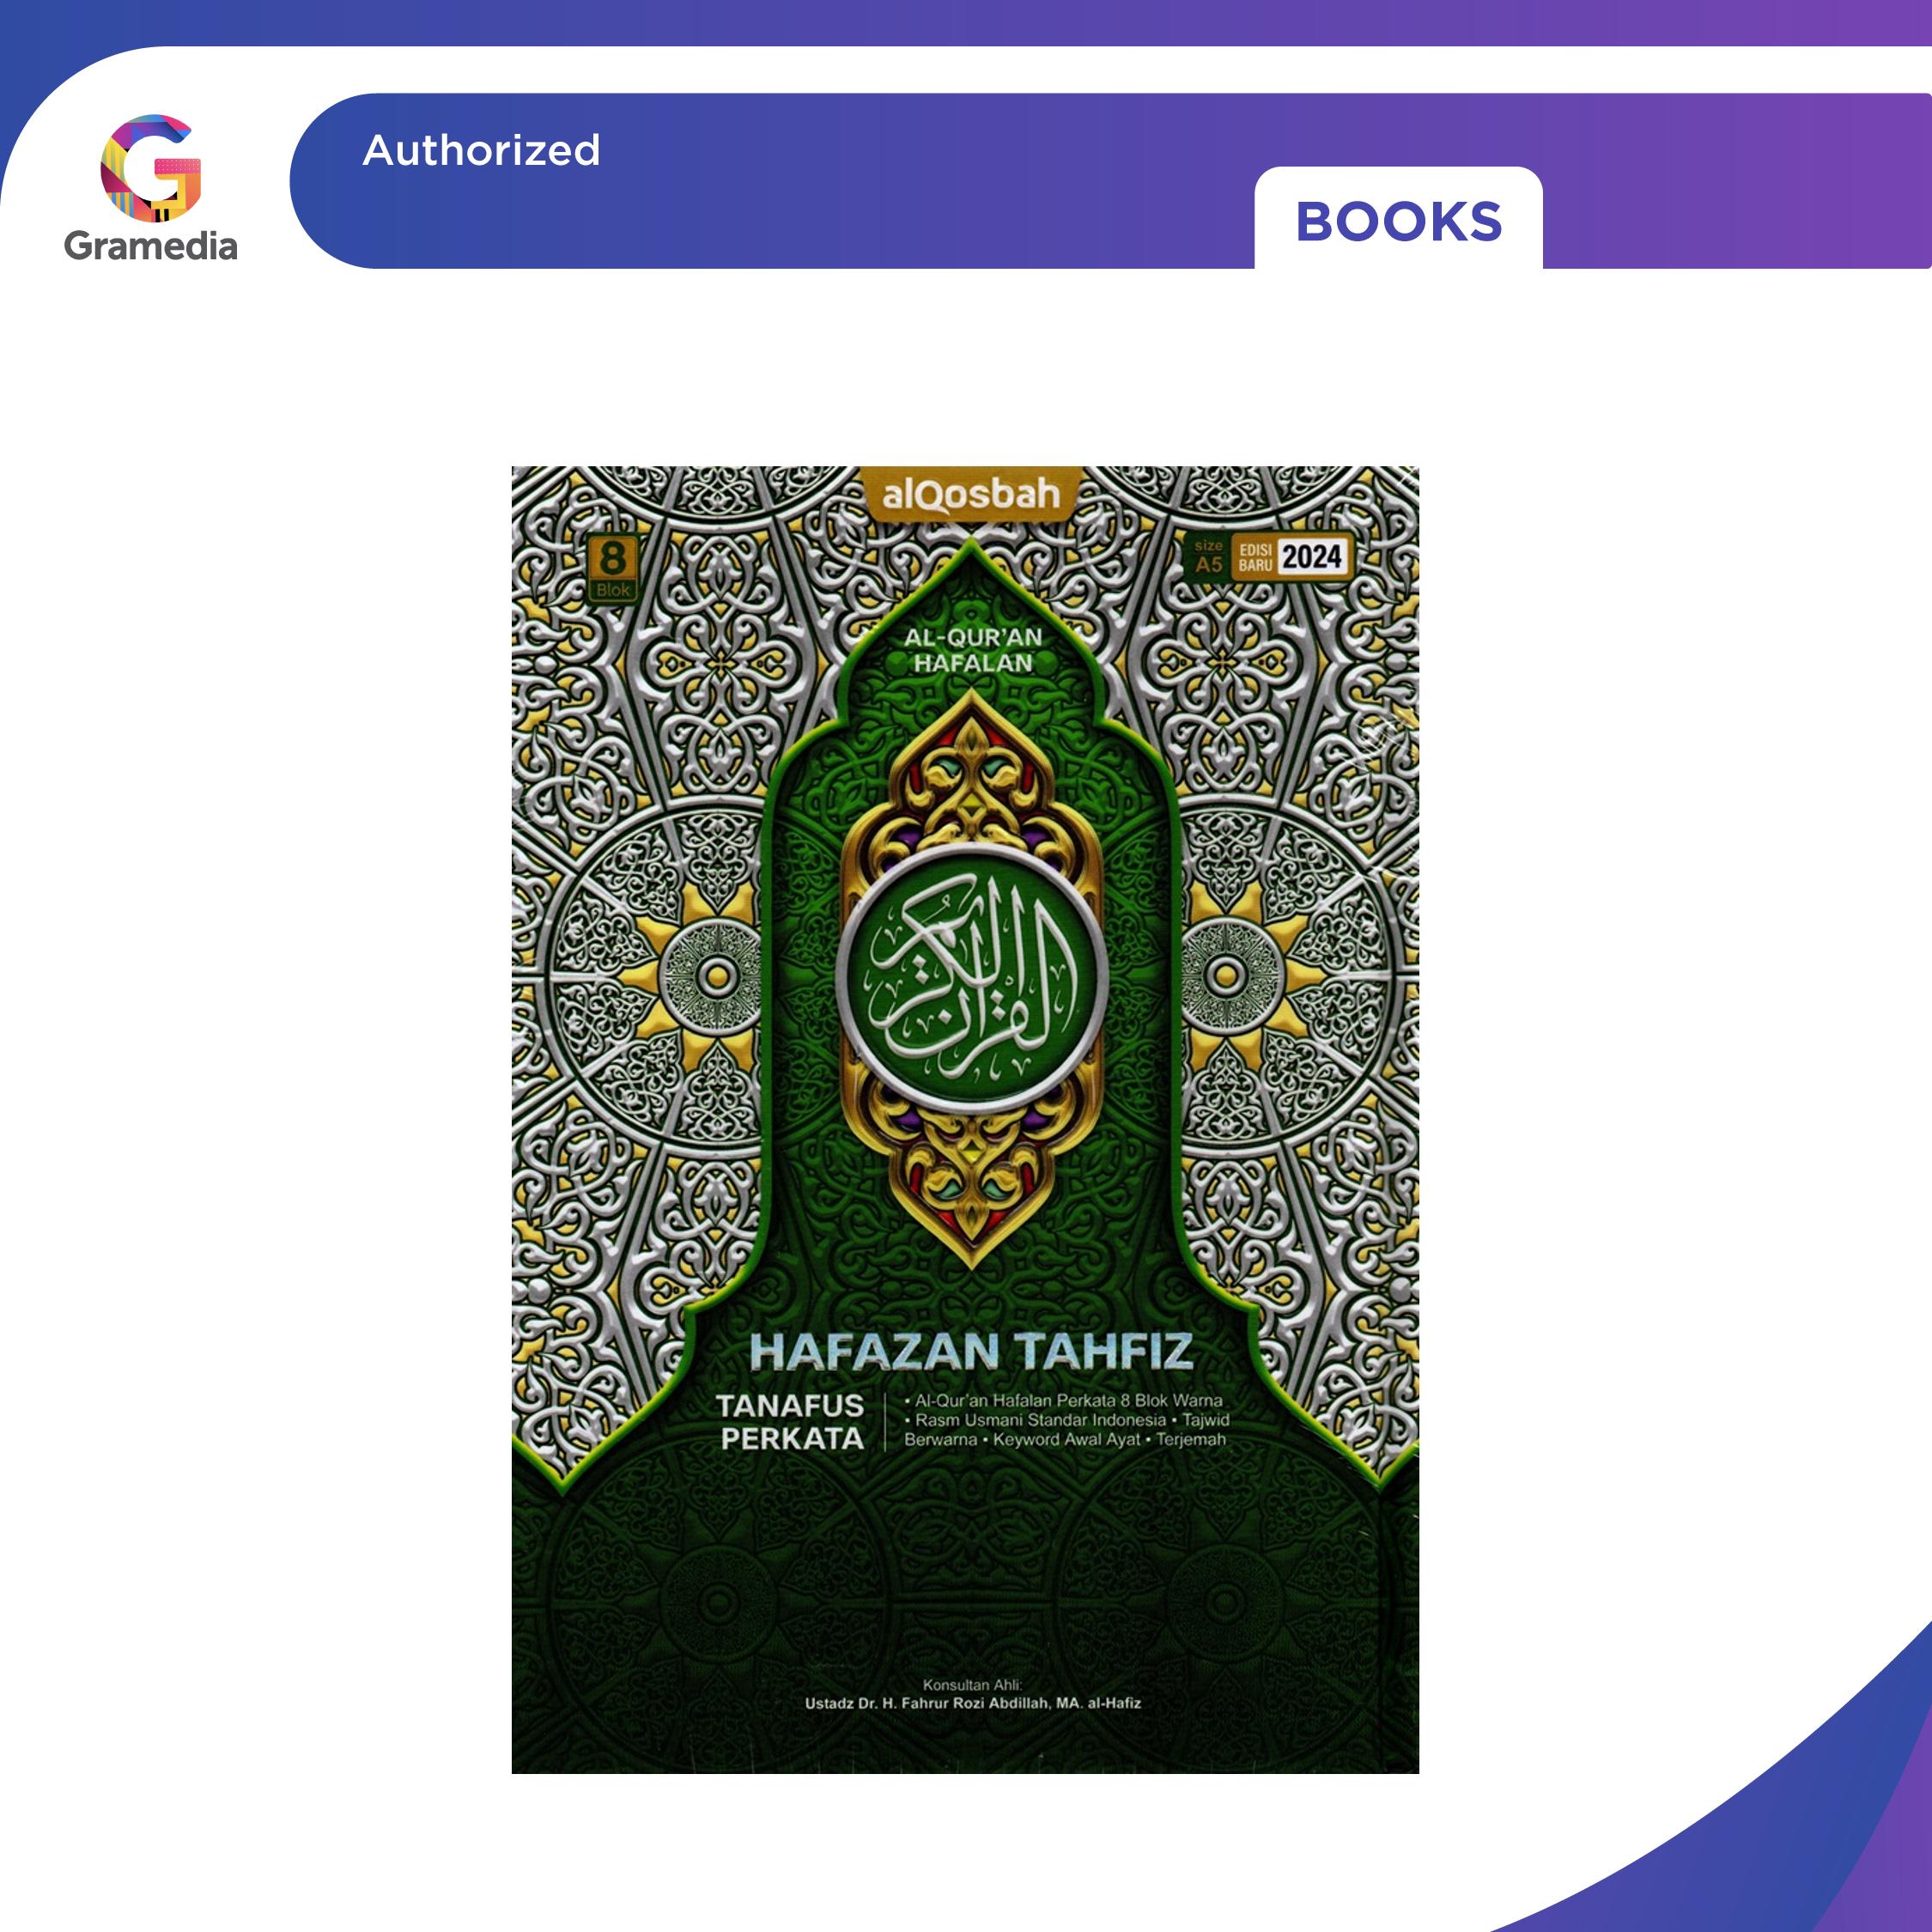 Gramedia
Authorized
BOOKS
alQosbah
8
Blok
size
A5
EDISI
BARU
2024
AL-QUR'AN
HAFALAN
القرآن الكريم
HAFAZAN TAHFIZ
TANAFUS
PERKATA
• Al-Qur'an Hafalan Perkata 8 Blok Warna
• Rasm Usmani Standar Indonesia • Tajwid
Berwarna • Keyword Awal Ayat • Terjemah
Konsultan Ahli:
Ustadz Dr. H. Fahrur Rozi Abdillah, MA. al-Hafiz